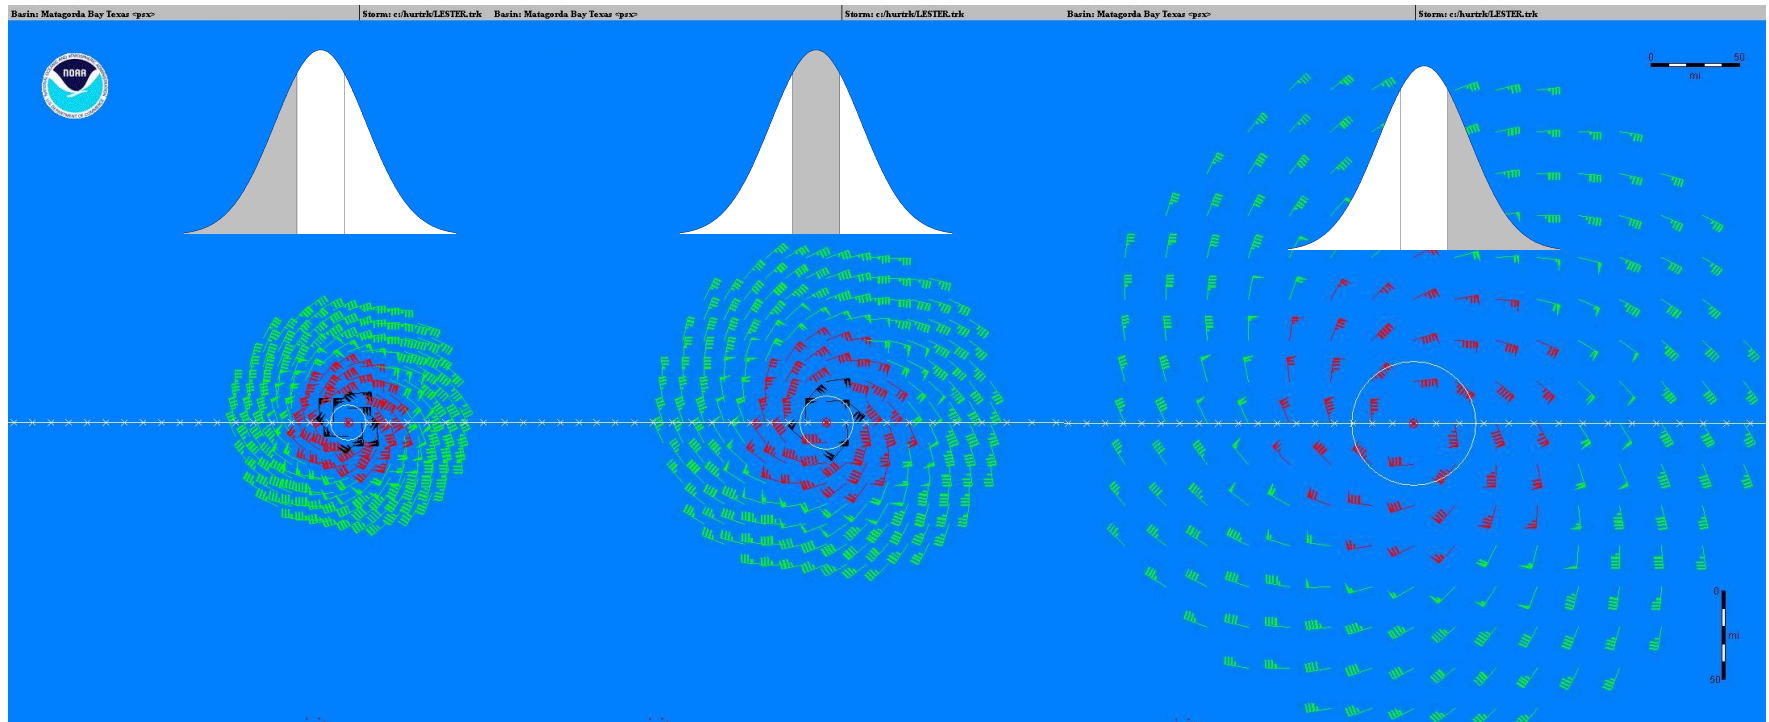 Basin: Matagorda Bay Texas <psx>
Storm: c:/hurtrk/LESTER.trk
Basin: Matagorda Bay Texas <psx>
Storm: c:/hurtrk/LESTER.trk
Basin: Matagorda Bay Texas <psx>
Storm: c:/hurtrk/LESTER.trk
NOAA
0 50
mi
0
mi
50